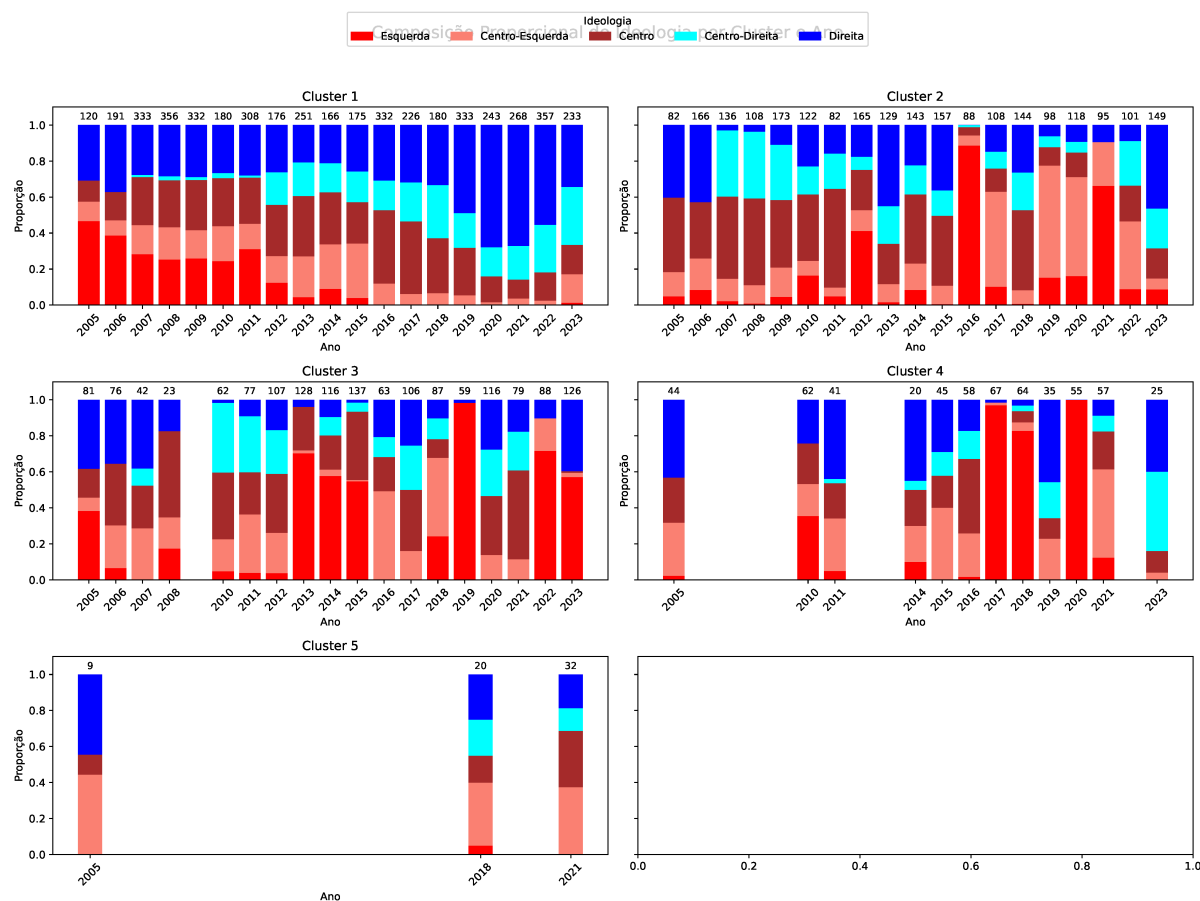 Ideologia
Composição Proporcional de Ideologia por Cluster e Ano
Esquerda Centro-Esquerda Centro Centro-Direita Direita
Cluster 1
120 191 333 356 332 180 308 176 251 166 175 332 226 180 333 243 268 357 233
1.0
0.8
0.6
0.4
0.2
0.0
Proporção
2005 2006 2007 2008 2009 2010 2011 2012 2013 2014 2015 2016 2017 2018 2019 2020 2021 2022 2023
Ano
Cluster 2
82 166 136 108 173 122 82 165 129 143 157 88 108 144 98 118 95 101 149
Proporção
2005 2006 2007 2008 2009 2010 2011 2012 2013 2014 2015 2016 2017 2018 2019 2020 2021 2022 2023
Ano
Cluster 3
81 76 42 23 62 77 107 128 116 137 63 106 87 59 116 79 88 126
1.0
0.8
0.6
0.4
0.2
0.0
Proporção
2005 2006 2007 2008 2010 2011 2012 2013 2014 2015 2016 2017 2018 2019 2020 2021 2022 2023
Ano
Cluster 4
44 62 41 20 45 58 67 64 35 55 57 25
Proporção
2005 2010 2011 2014 2015 2016 2017 2018 2019 2020 2021 2023
Ano
Cluster 5
9 20 32
1.0
0.8
0.6
0.4
0.2
0.0
Proporção
2005 2018 2021
Ano
0.0 0.2 0.4 0.6 0.8 1.0